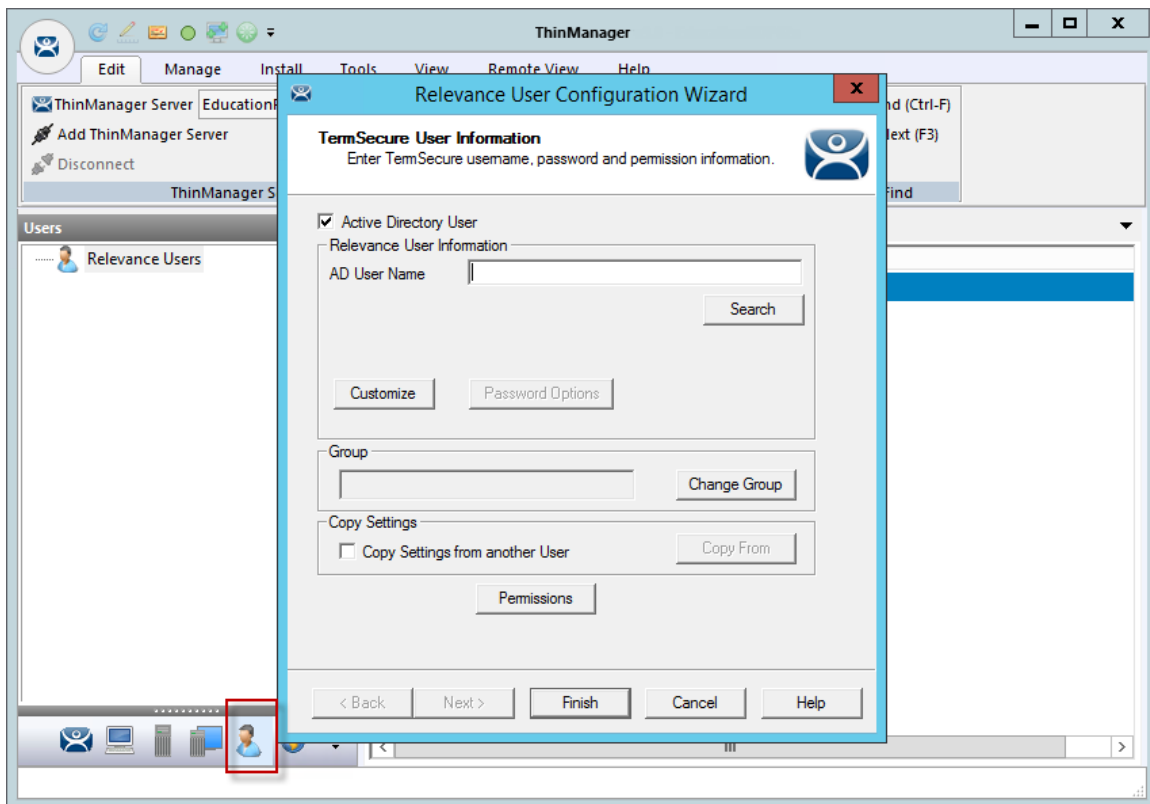 ThinManager
Edit Manage Install Tools View Remote View Help
ThinManager Server
Add ThinManager Server
Disconnect
ThinManager S
(Ctrl-F)
(F3)
Users
Relevance Users
Relevance User Configuration Wizard
x
TermSecure User Information
Enter TermSecure username, password and permission information.
Active Directory User
Relevance User Information
AD User Name
Search
Customize Password Options
Group
Change Group
Copy Settings
Copy Settings from another User Copy From
Permissions
< Back Next > Finish Cancel Help